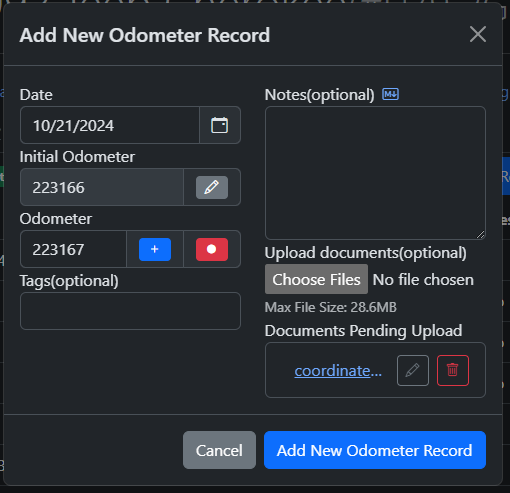 Add New Odometer Record
Date
10/21/2024
Initial Odometer
223166
Odometer
223167
+
Tags(optional)
Notes(optional)
M↓
Upload documents(optional)
Choose Files No file chosen
Max File Size: 28.6MB
Documents Pending Upload
coordinate...
Cancel
Add New Odometer Record